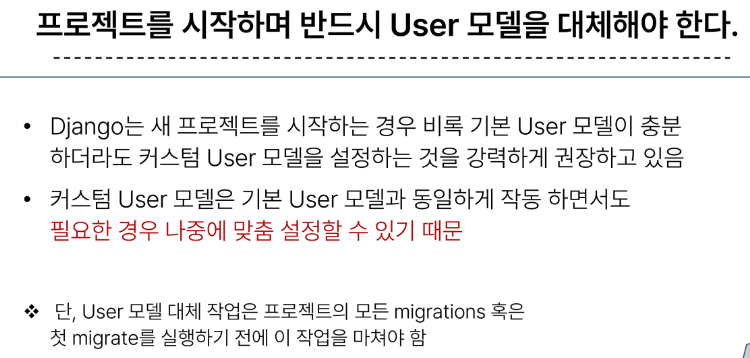 프로젝트를 시작하며 반드시 User 모델을 대체해야 한다.
• Django는 새 프로젝트를 시작하는 경우 비록 기본 User 모델이 충분
하더라도 커스텀 User 모델을 설정하는 것을 강력하게 권장하고 있음
• 커스텀 User 모델은 기본 User 모델과 동일하게 작동 하면서도
필요한 경우 나중에 맞춤 설정할 수 있기 때문
❖ 단, User 모델 대체 작업은 프로젝트의 모든 migrations 혹은
첫 migrate를 실행하기 전에 이 작업을 마쳐야 함